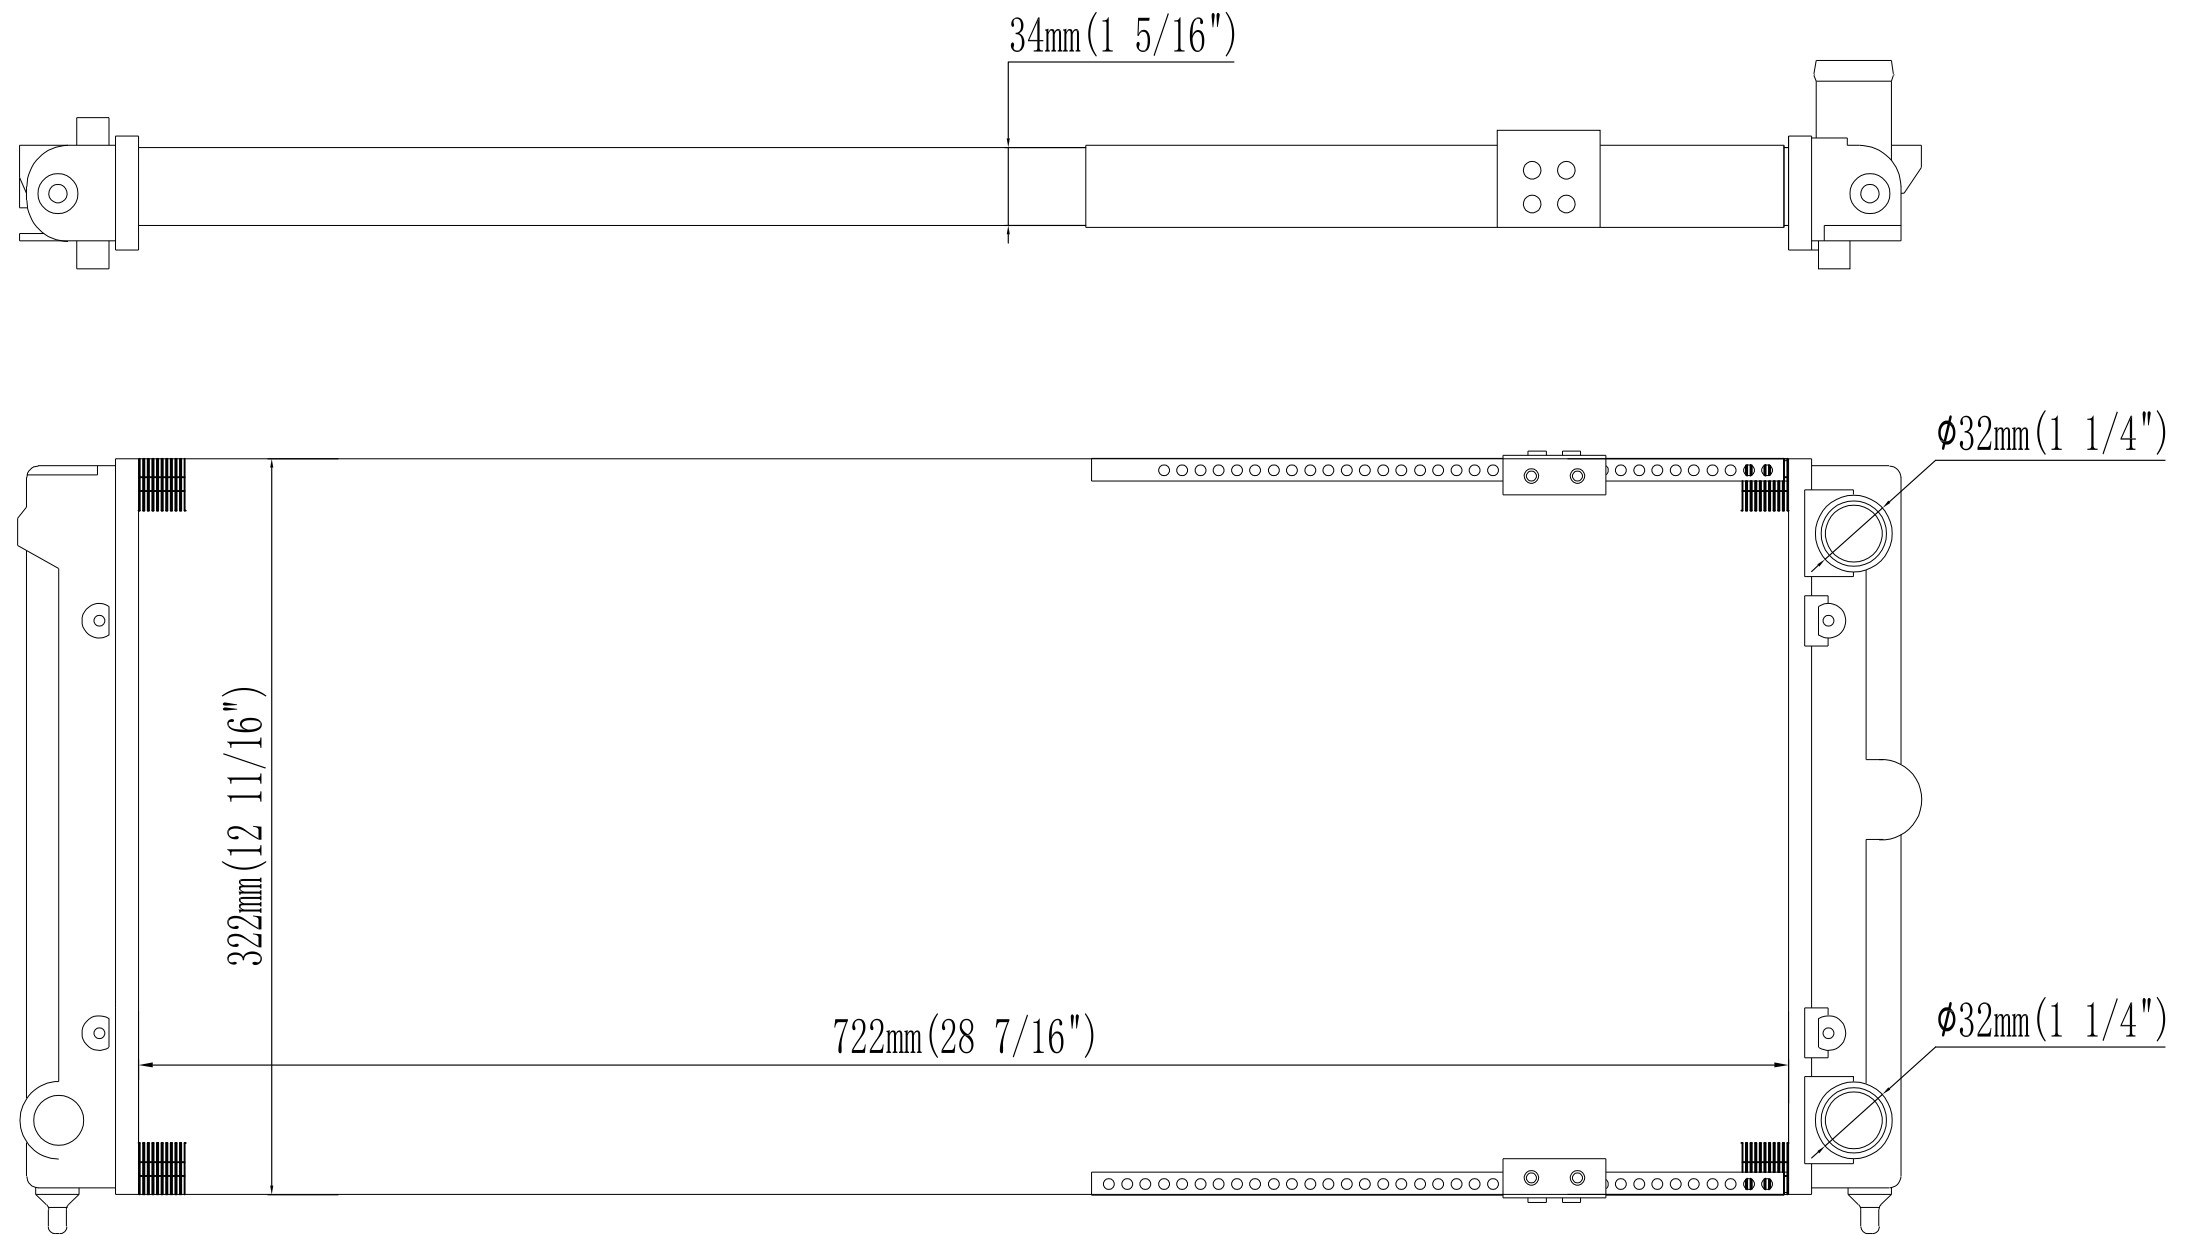 34mm(1 5/16")
ϕ32mm(1 1/4")
322mm(12 11/16")
722mm(28 7/16")
ϕ32mm(1 1/4")